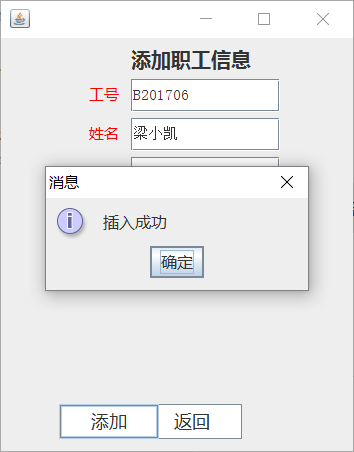 添加职工信息
工号 B201706
姓名 梁小凯
消息
插入成功
确定
添加 返回